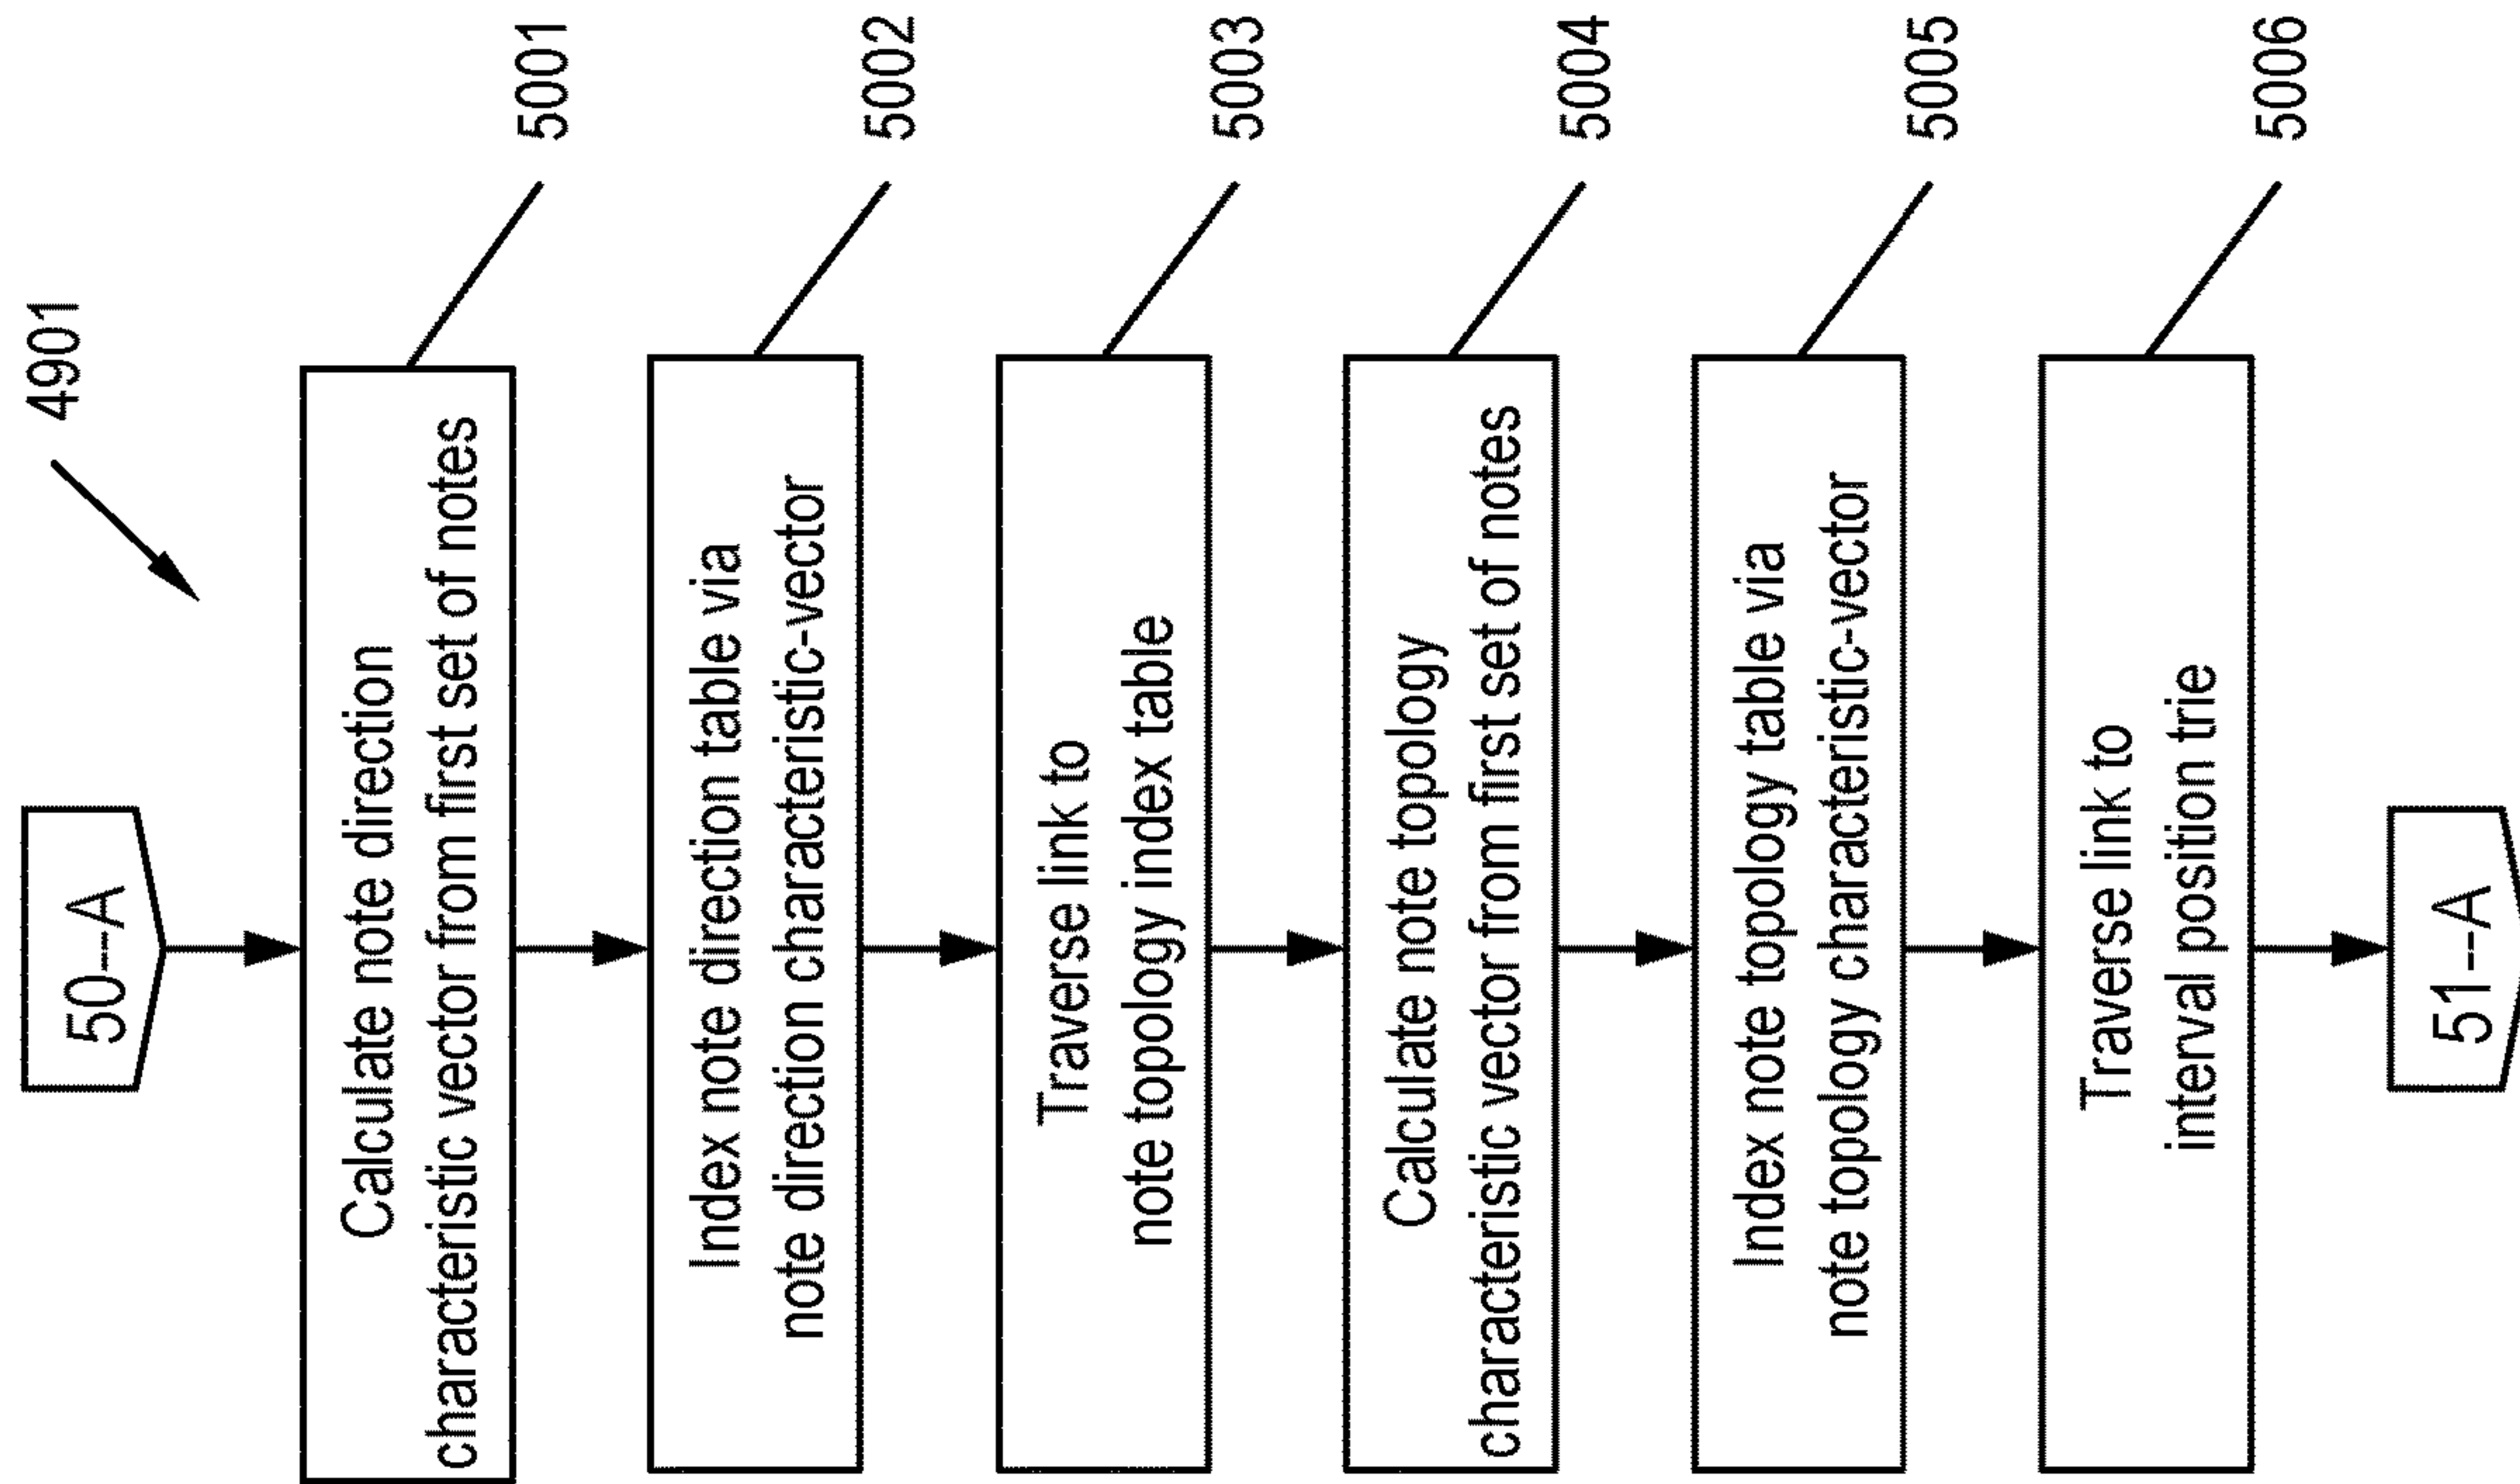 4901
50--A
Calculate note direction
characteristic vector from first set of notes
5001
Index note direction table via
note direction characteristic-vector
5002
Traverse link to
note topology index table
5003
Calculate note topology
characteristic vector from first set of notes
5004
Index note topology table via
note topology characteristic-vector
5005
Traverse link to
interval position trie
5006
51--A